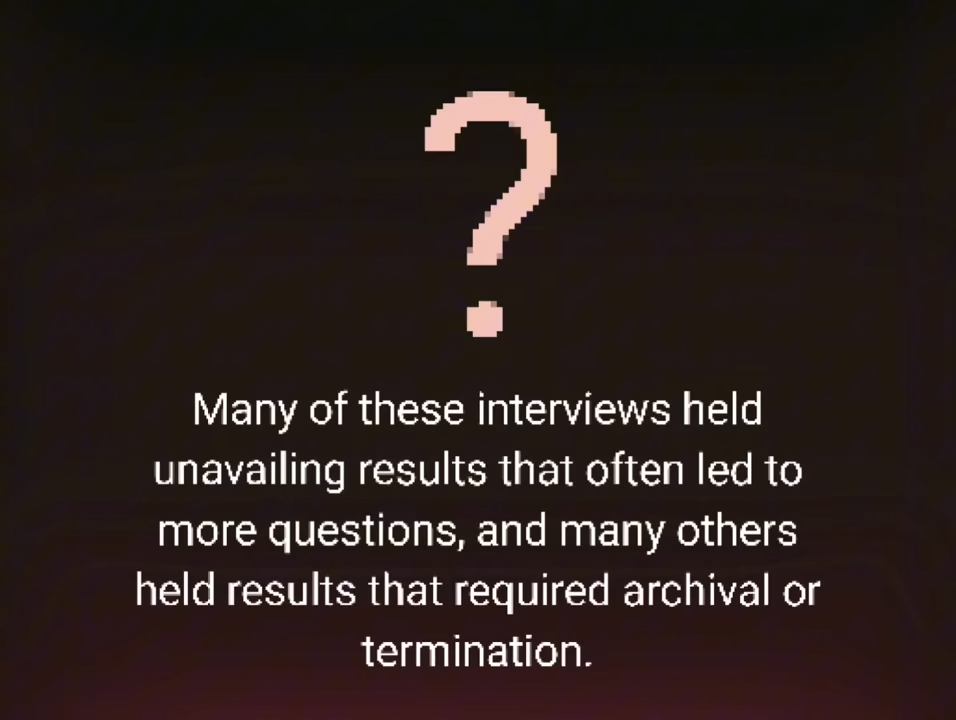 ?
Many of these interviews held
unavailing results that often led to
more questions, and many others
held results that required archival or
termination.